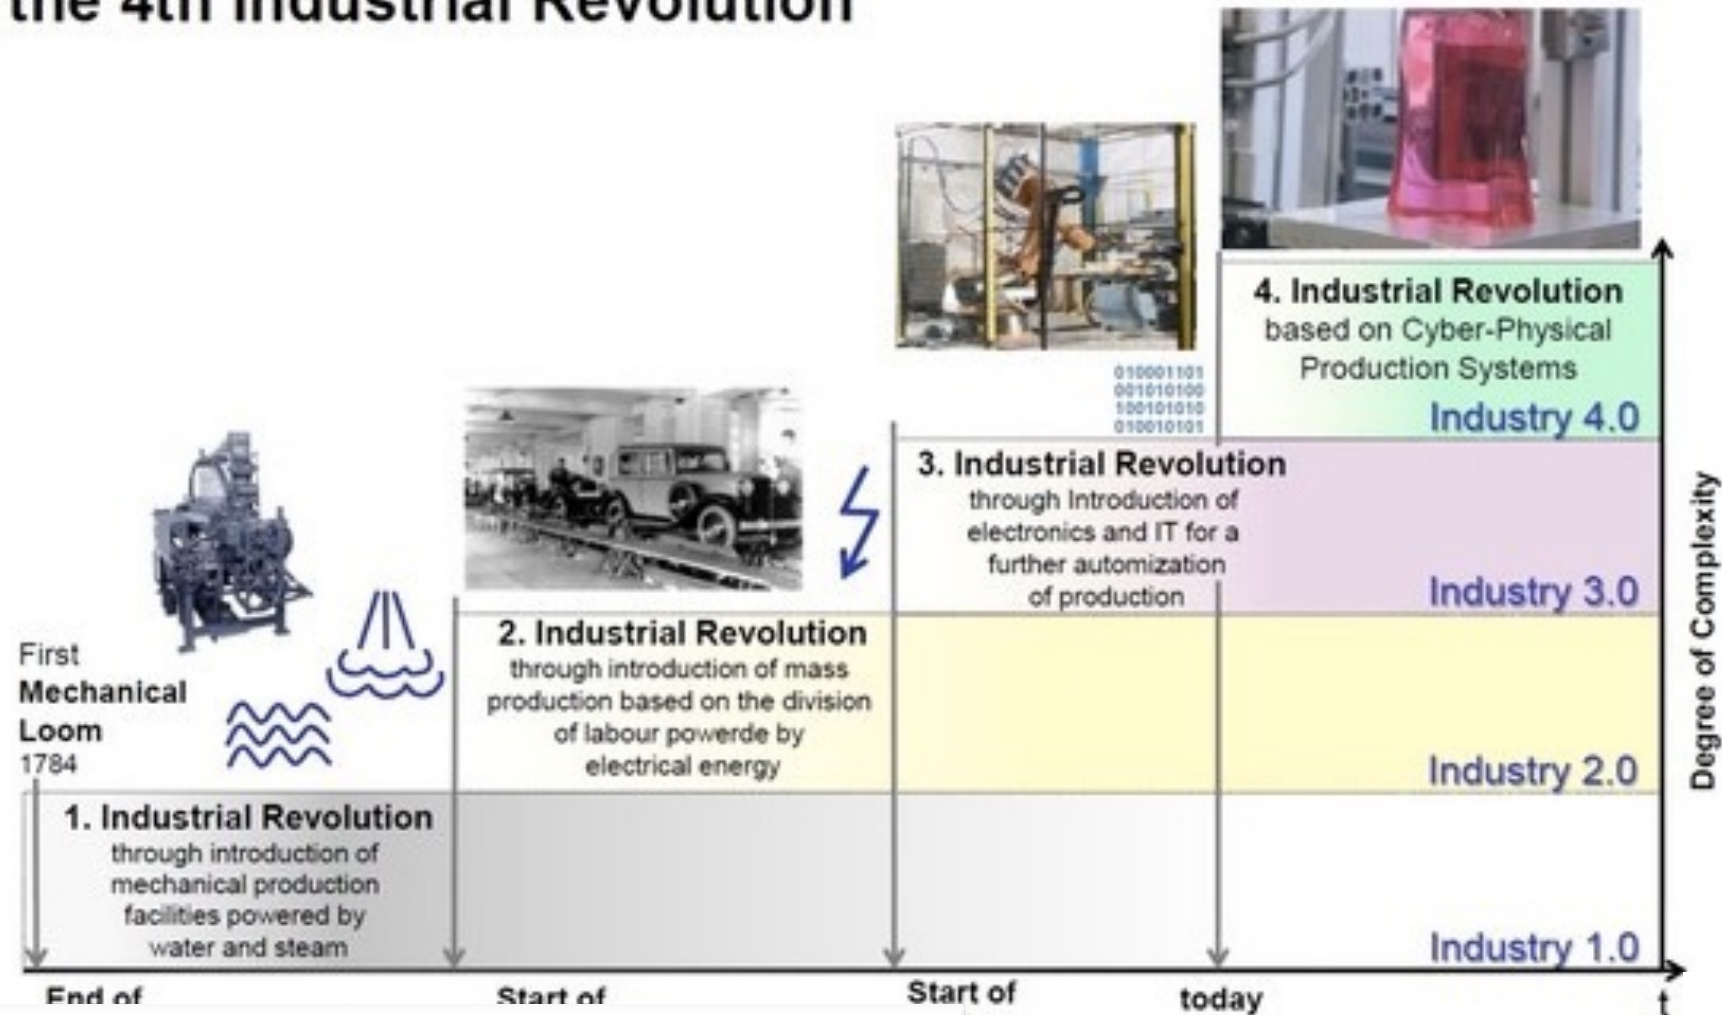 the 4th Industrial Revolution
4. Industrial Revolution
based on Cyber-Physical
Production Systems
Industry 4.0
010001101
001010100
100101010
010010101
3. Industrial Revolution
through Introduction of
electronics and IT for a
further automization
of production
Industry 3.0
2. Industrial Revolution
through introduction of mass
production based on the division
of labour powerde by
electrical energy
Industry 2.0
First
Mechanical
Loom
1784
1. Industrial Revolution
through introduction of
mechanical production
facilities powered by
water and steam
Industry 1.0
Degree of Complexity
End of
Start of
Start of
today
t